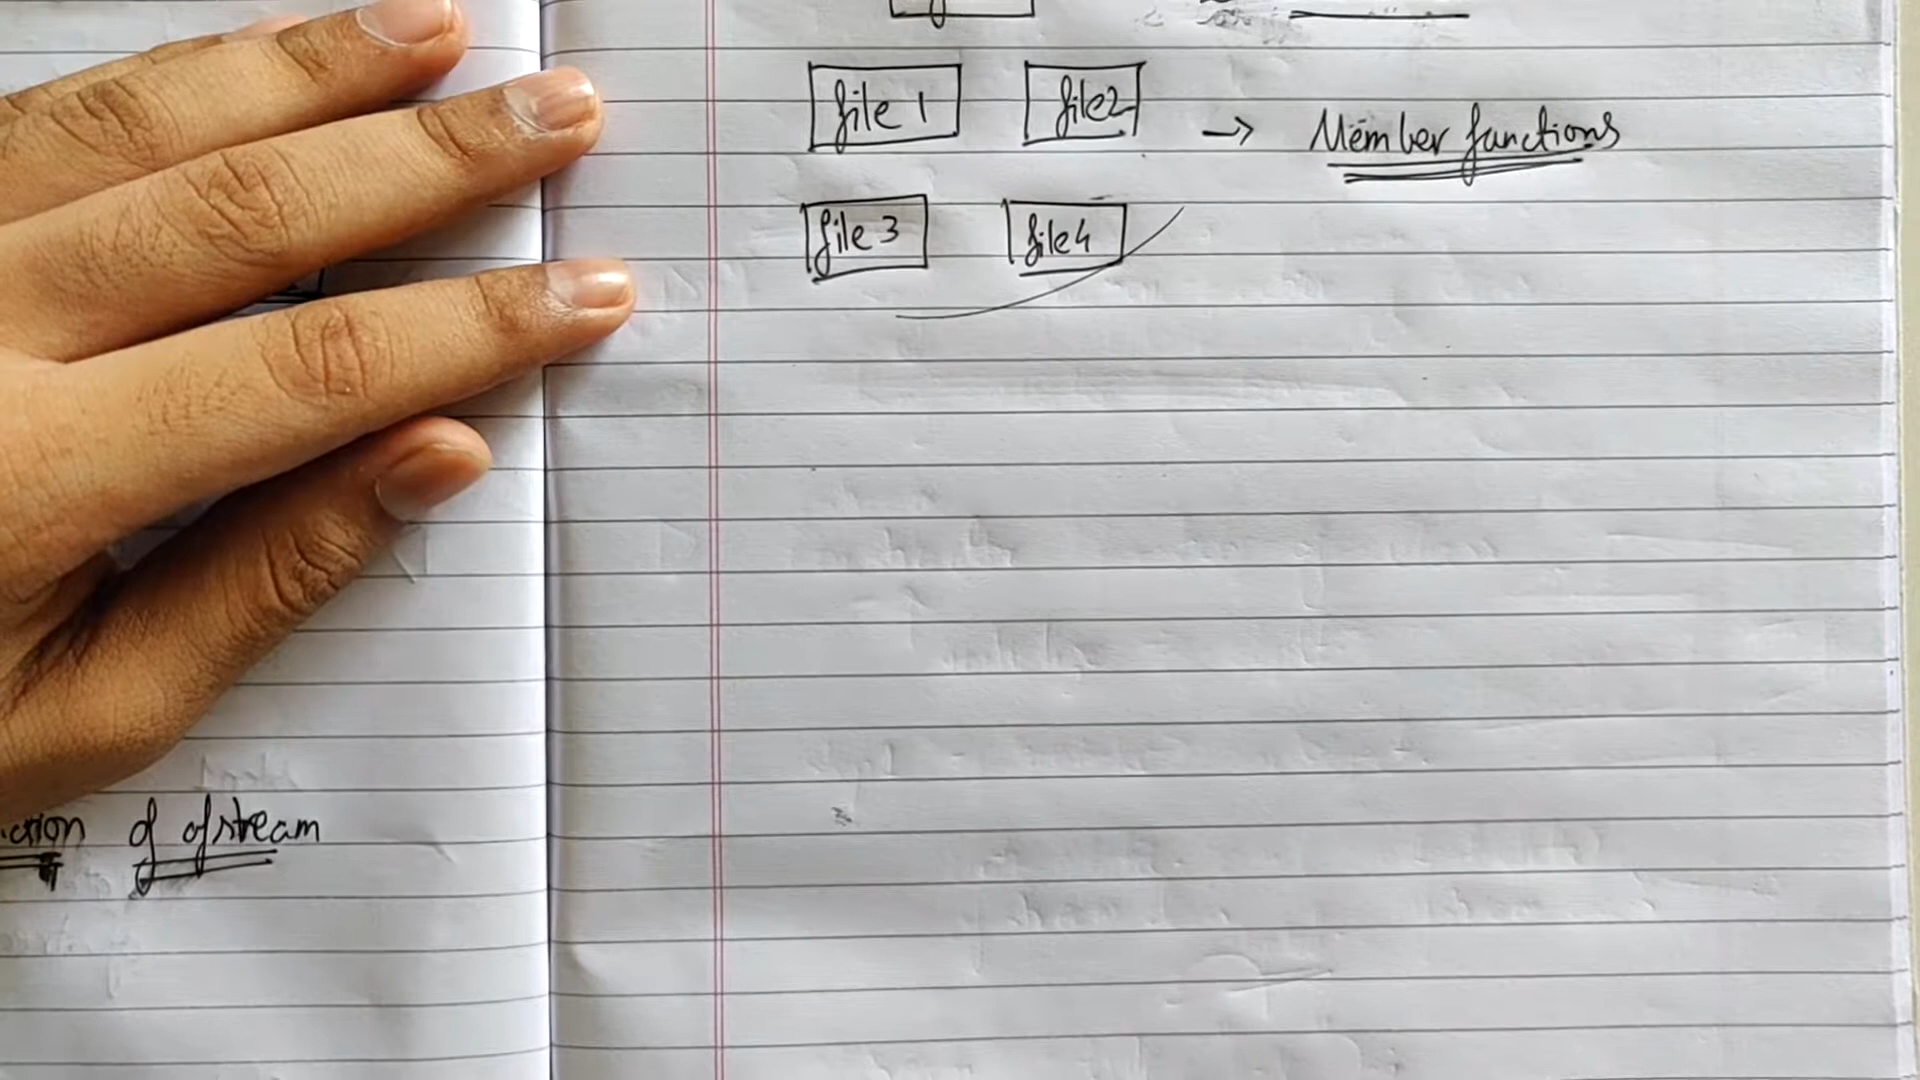 file 1 file2 → Member functions
file 3 file4
of ofstream